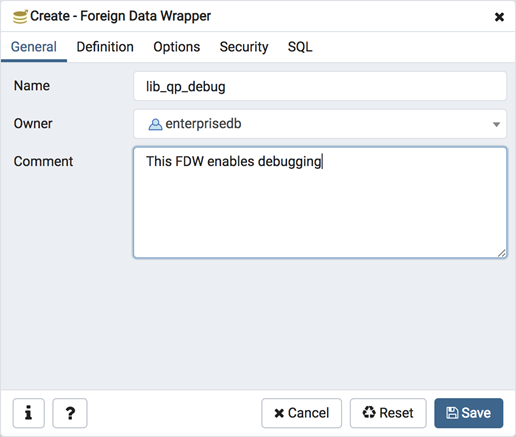 Create - Foreign Data Wrapper
General Definition Options Security SQL
Name lib_qp_debug
Owner enterprisedb
Comment This FDW enables debugging
i ? Cancel Reset Save